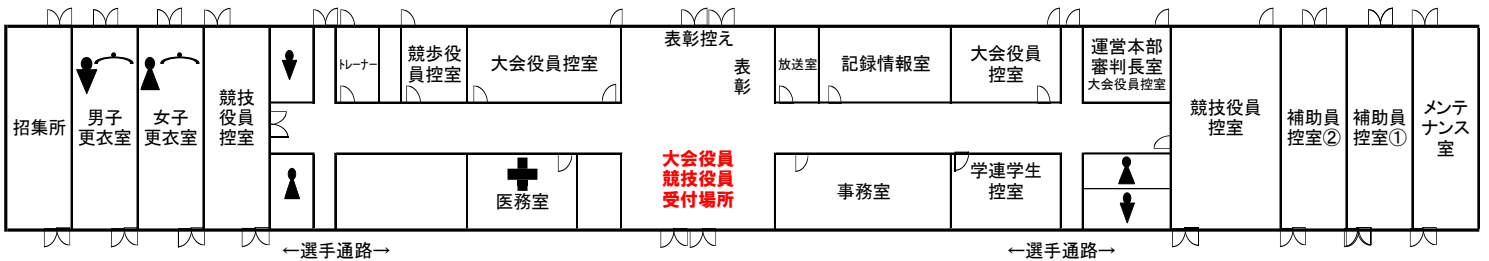 招集所
男子
更衣室
女子
更衣室
競技
役員
控室
トレーナー
競歩役
員控室
大会役員控室
表彰控え
表
彰
放送室
記録情報室
大会役員
控室
運営本部
審判長室
大会役員控室
競技役員
控室
補助員
控室②
補助員
控室①
メンテ
ナンス
室
医務室
大会役員
競技役員
受付場所
事務室
学連学生
控室
←選手通路→
←選手通路→